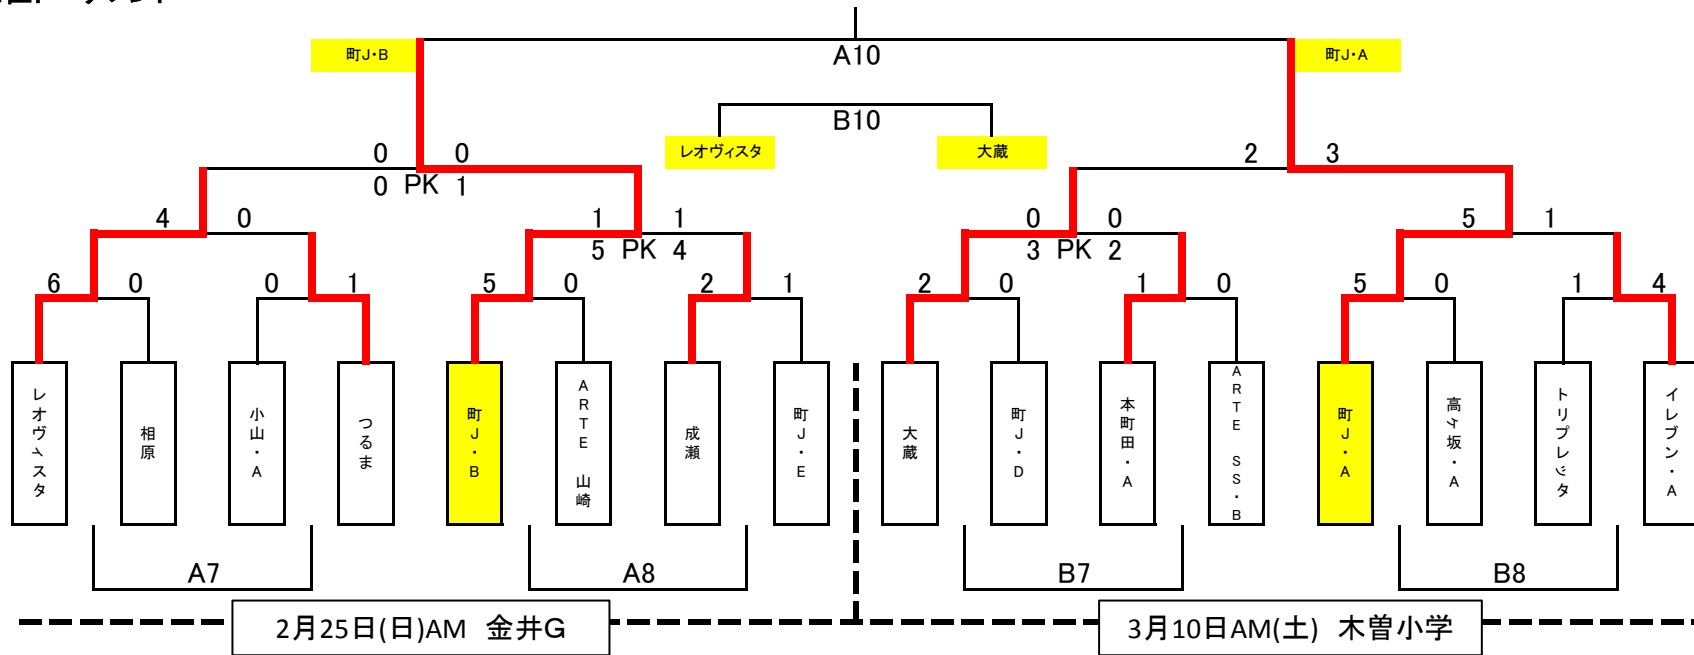 町J・B
A10
町J・A
B10
レオヴィスタ
大蔵
0 0
0 PK 1
2 3
4 0
1 1
5 PK 4
0 0
3 PK 2
5 1
6 0
0 1
5 0
2 1
2 0
1 0
5 0
1 4
レオヴィスタ
相原
小山・A
つるま
町J・B
ARTE 山崎
成瀬
町J・E
大蔵
町J・D
本町田・A
ARTE SS・B
町J・A
高ヶ坂・A
トリプレッタ
イレブン・A
A7
A8
B7
B8
2月25日(日)AM 金井G
3月10日AM(土) 木曽小学